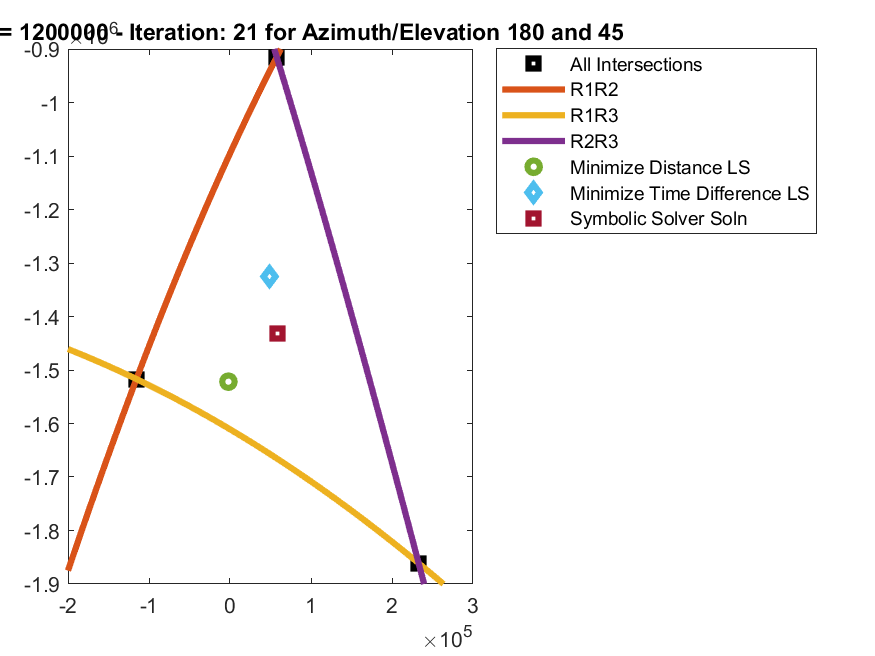 = 1200000 - Iteration: 21 for Azimuth/Elevation 180 and 45
×10^6
-0.9
-1
-1.1
-1.2
-1.3
-1.4
-1.5
-1.6
-1.7
-1.8
-1.9
-2 -1 0 1 2 3
×10^5
All Intersections
R1R2
R1R3
R2R3
Minimize Distance LS
Minimize Time Difference LS
Symbolic Solver Soln